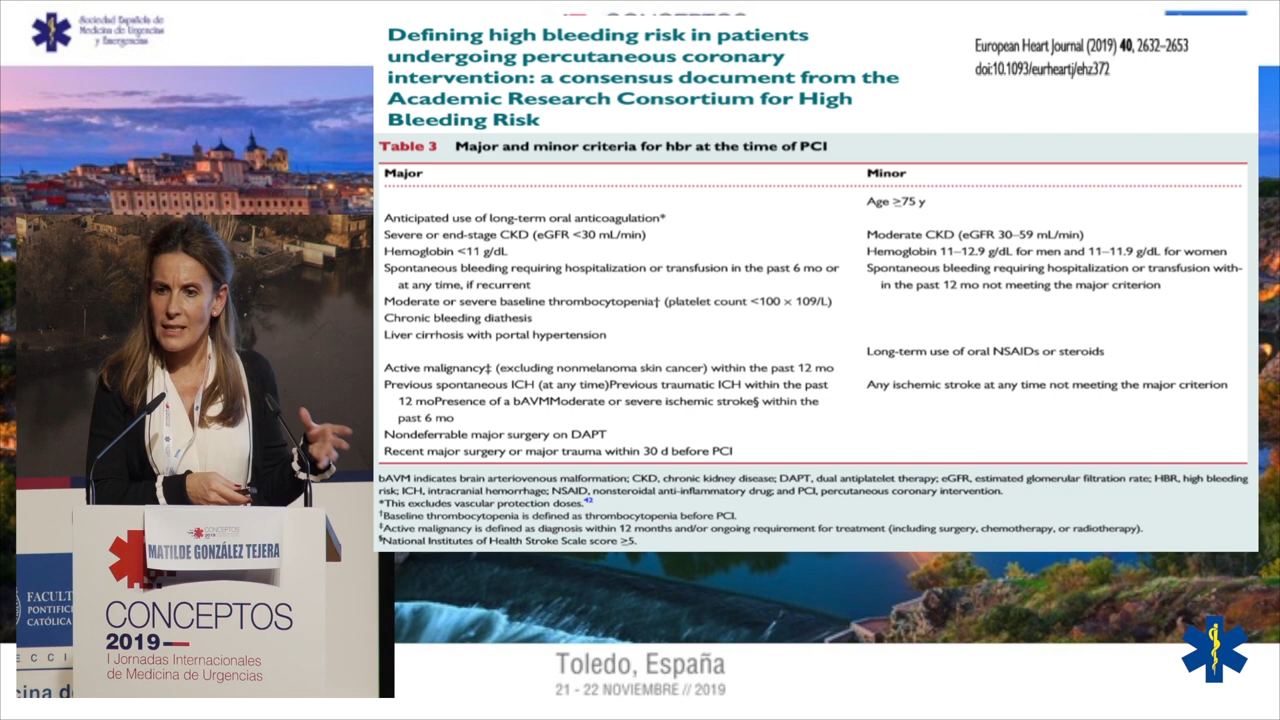 Sociedad Española de
Medicina de Urgencias
y Emergencias
CONCEPTOS
Defining high bleeding risk in patients
undergoing percutaneous coronary
intervention: a consensus document from the
Academic Research Consortium for High
Bleeding Risk
European Heart Journal (2019) 40, 2632–2653
doi:10.1093/eurheartj/ehz372
Table 3 Major and minor criteria for hbr at the time of PCI
Major Minor
Age ≥75 y
Anticipated use of long-term oral anticoagulation*
Severe or end-stage CKD (eGFR <30 mL/min) Moderate CKD (eGFR 30–59 mL/min)
Hemoglobin <11 g/dL Hemoglobin 11–12.9 g/dL for men and 11–11.9 g/dL for women
Spontaneous bleeding requiring hospitalization or transfusion in the past 6 mo or Spontaneous bleeding requiring hospitalization or transfusion with-
at any time, if recurrent in the past 12 mo not meeting the major criterion
Moderate or severe baseline thrombocytopenia† (platelet count <100 × 109/L)
Chronic bleeding diathesis
Liver cirrhosis with portal hypertension
Long-term use of oral NSAIDs or steroids
Active malignancy‡ (excluding nonmelanoma skin cancer) within the past 12 mo
Previous spontaneous ICH (at any time)Previous traumatic ICH within the past Any ischemic stroke at any time not meeting the major criterion
12 moPresence of a bAVMModerate or severe ischemic stroke§ within the
past 6 mo
Nondeferrable major surgery on DAPT
Recent major surgery or major trauma within 30 d before PCI
bAVM indicates brain arteriovenous malformation; CKD, chronic kidney disease; DAPT, dual antiplatelet therapy; eGFR, estimated glomerular filtration rate; HBR, high bleeding
risk; ICH, intracranial hemorrhage; NSAID, nonsteroidal anti-inflammatory drug; and PCI, percutaneous coronary intervention.
*This excludes vascular protection doses.42
†Baseline thrombocytopenia is defined as thrombocytopenia before PCI.
‡Active malignancy is defined as diagnosis within 12 months and/or ongoing requirement for treatment (including surgery, chemotherapy, or radiotherapy).
§National Institutes of Health Stroke Scale score ≥5.
CONCEPTOS
2019
MATILDE GONZÁLEZ TEJERA
CONCEPTOS
2019
I Jornadas Internacionales
de Medicina de Urgencias
FACULT
PONTIFIC
CATÓLICA
E C C I
cina de
Toledo, España
21 - 22 NOVIEMBRE // 2019